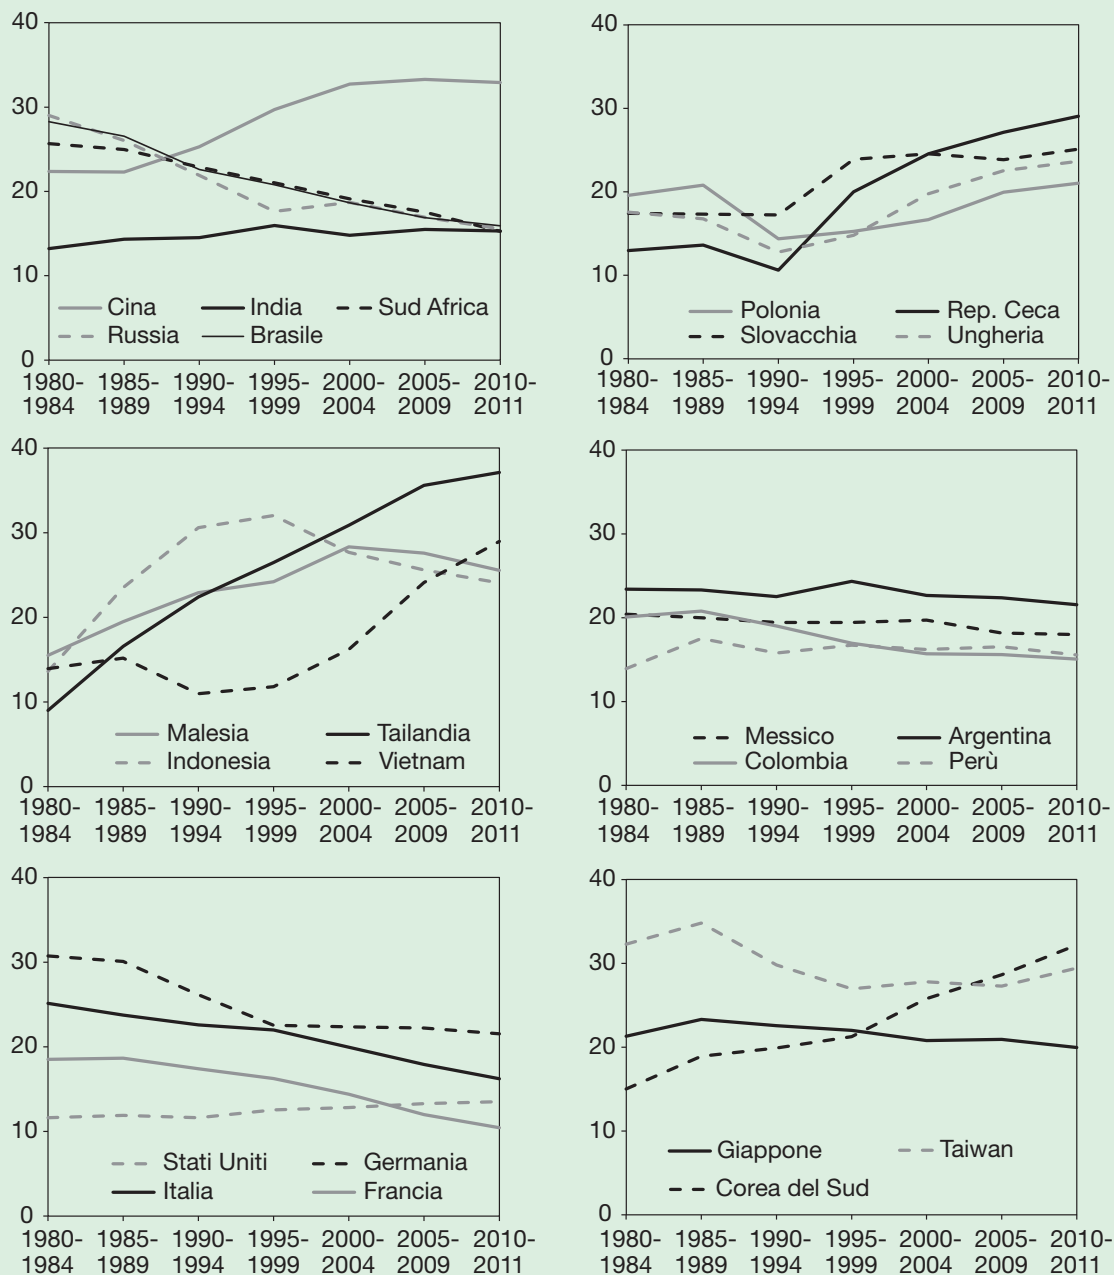 40
30
20
10
0
Cina India Sud Africa
Russia Brasile
1980- 1985- 1990- 1995- 2000- 2005- 2010-
1984 1989 1994 1999 2004 2009 2011
40
30
20
10
0
Polonia Rep. Ceca
Slovacchia Ungheria
1980- 1985- 1990- 1995- 2000- 2005- 2010-
1984 1989 1994 1999 2004 2009 2011
40
30
20
10
0
Malesia Tailandia
Indonesia Vietnam
1980- 1985- 1990- 1995- 2000- 2005- 2010-
1984 1989 1994 1999 2004 2009 2011
40
30
20
10
0
Messico Argentina
Colombia Perù
1980- 1985- 1990- 1995- 2000- 2005- 2010-
1984 1989 1994 1999 2004 2009 2011
40
30
20
10
0
Stati Uniti Germania
Italia Francia
1980- 1985- 1990- 1995- 2000- 2005- 2010-
1984 1989 1994 1999 2004 2009 2011
40
30
20
10
0
Giappone Taiwan
Corea del Sud
1980- 1985- 1990- 1995- 2000- 2005- 2010-
1984 1989 1994 1999 2004 2009 2011